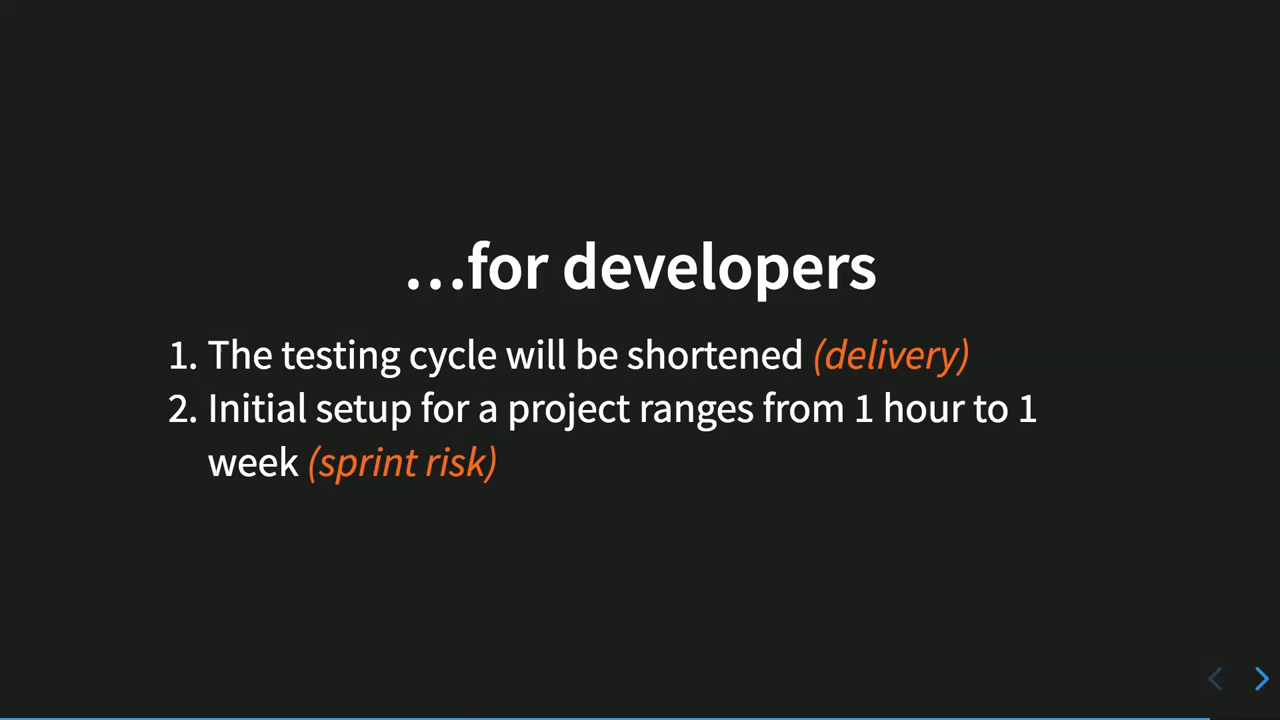 …for developers
1. The testing cycle will be shortened (delivery)
2. Initial setup for a project ranges from 1 hour to 1
week (sprint risk)